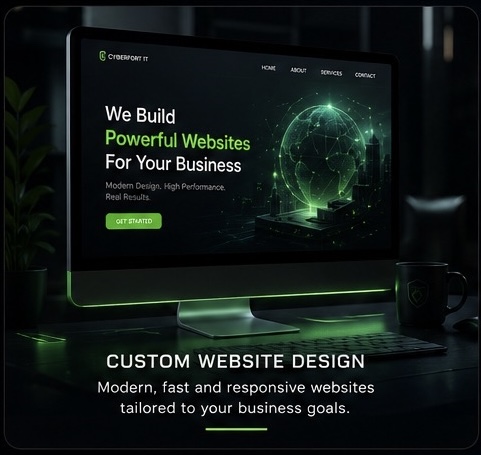 CYBERFORT IT
HOME ABOUT SERVICES CONTACT
We Build
Powerful Websites
For Your Business
Modern Design. High Performance.
Real Results.
GET STARTED
CUSTOM WEBSITE DESIGN
Modern, fast and responsive websites
tailored to your business goals.